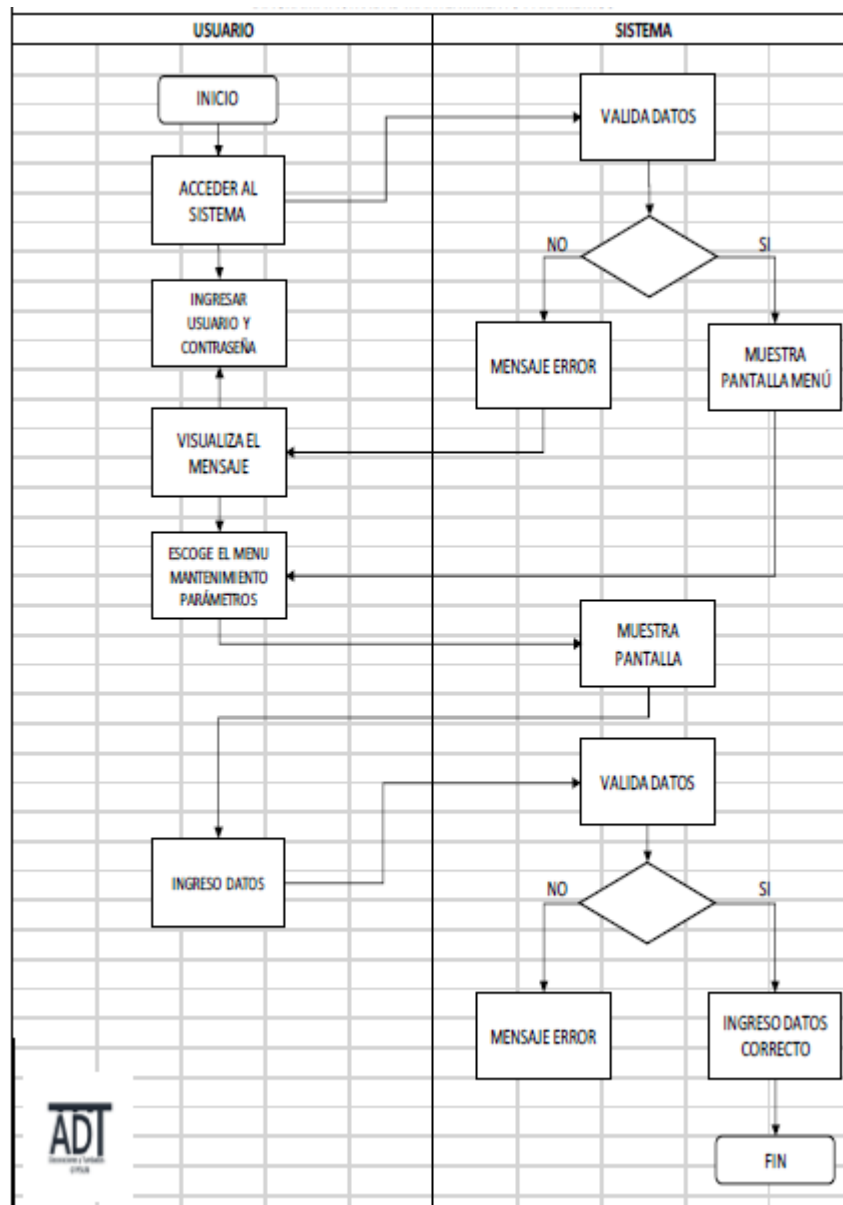 USUARIO
SISTEMA
INICIO
VALIDA DATOS
ACCEDER AL
SISTEMA
NO
SI
INGRESAR
USUARIO Y
CONTRASEÑA
MENSAJE ERROR
MUESTRA
PANTALLA MENÚ
VISUALIZA EL
MENSAJE
ESCOGE EL MENU
MANTENIMIENTO
PARÁMETROS
MUESTRA
PANTALLA
VALIDA DATOS
INGRESO DATOS
NO
SI
MENSAJE ERROR
INGRESO DATOS
CORRECTO
ADT
FIN